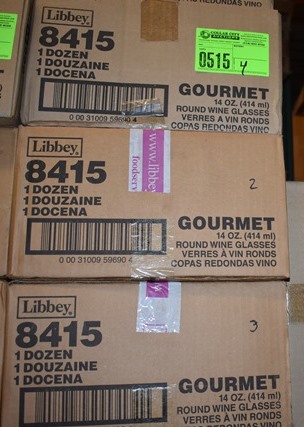 COPAS REDONDAS VINO
Libbey
8415
1 DOZEN
1 DOUZAINE
1 DOCENA
0 00 31009 59690 4
COLLAR CITY
0515
4
GOURMET
14 OZ. (414 ml)
ROUND WINE GLASSES
VERRES À VIN RONDS
COPAS REDONDAS VINO
Libbey
8415
1 DOZEN
1 DOUZAINE
1 DOCENA
0 00 31009 59690 4
www.libbey
foodserv
2
GOURMET
14 OZ. (414 ml)
ROUND WINE GLASSES
VERRES À VIN RONDS
COPAS REDONDAS VINO
Libbey
8415
1 DOZEN
1 DOUZAINE
1 DOCENA
3
GOURMET
14 OZ. (414 ml)
ROUND WINE GLASSES
VERRES À VIN RONDS
COPAS REDONDAS VINO